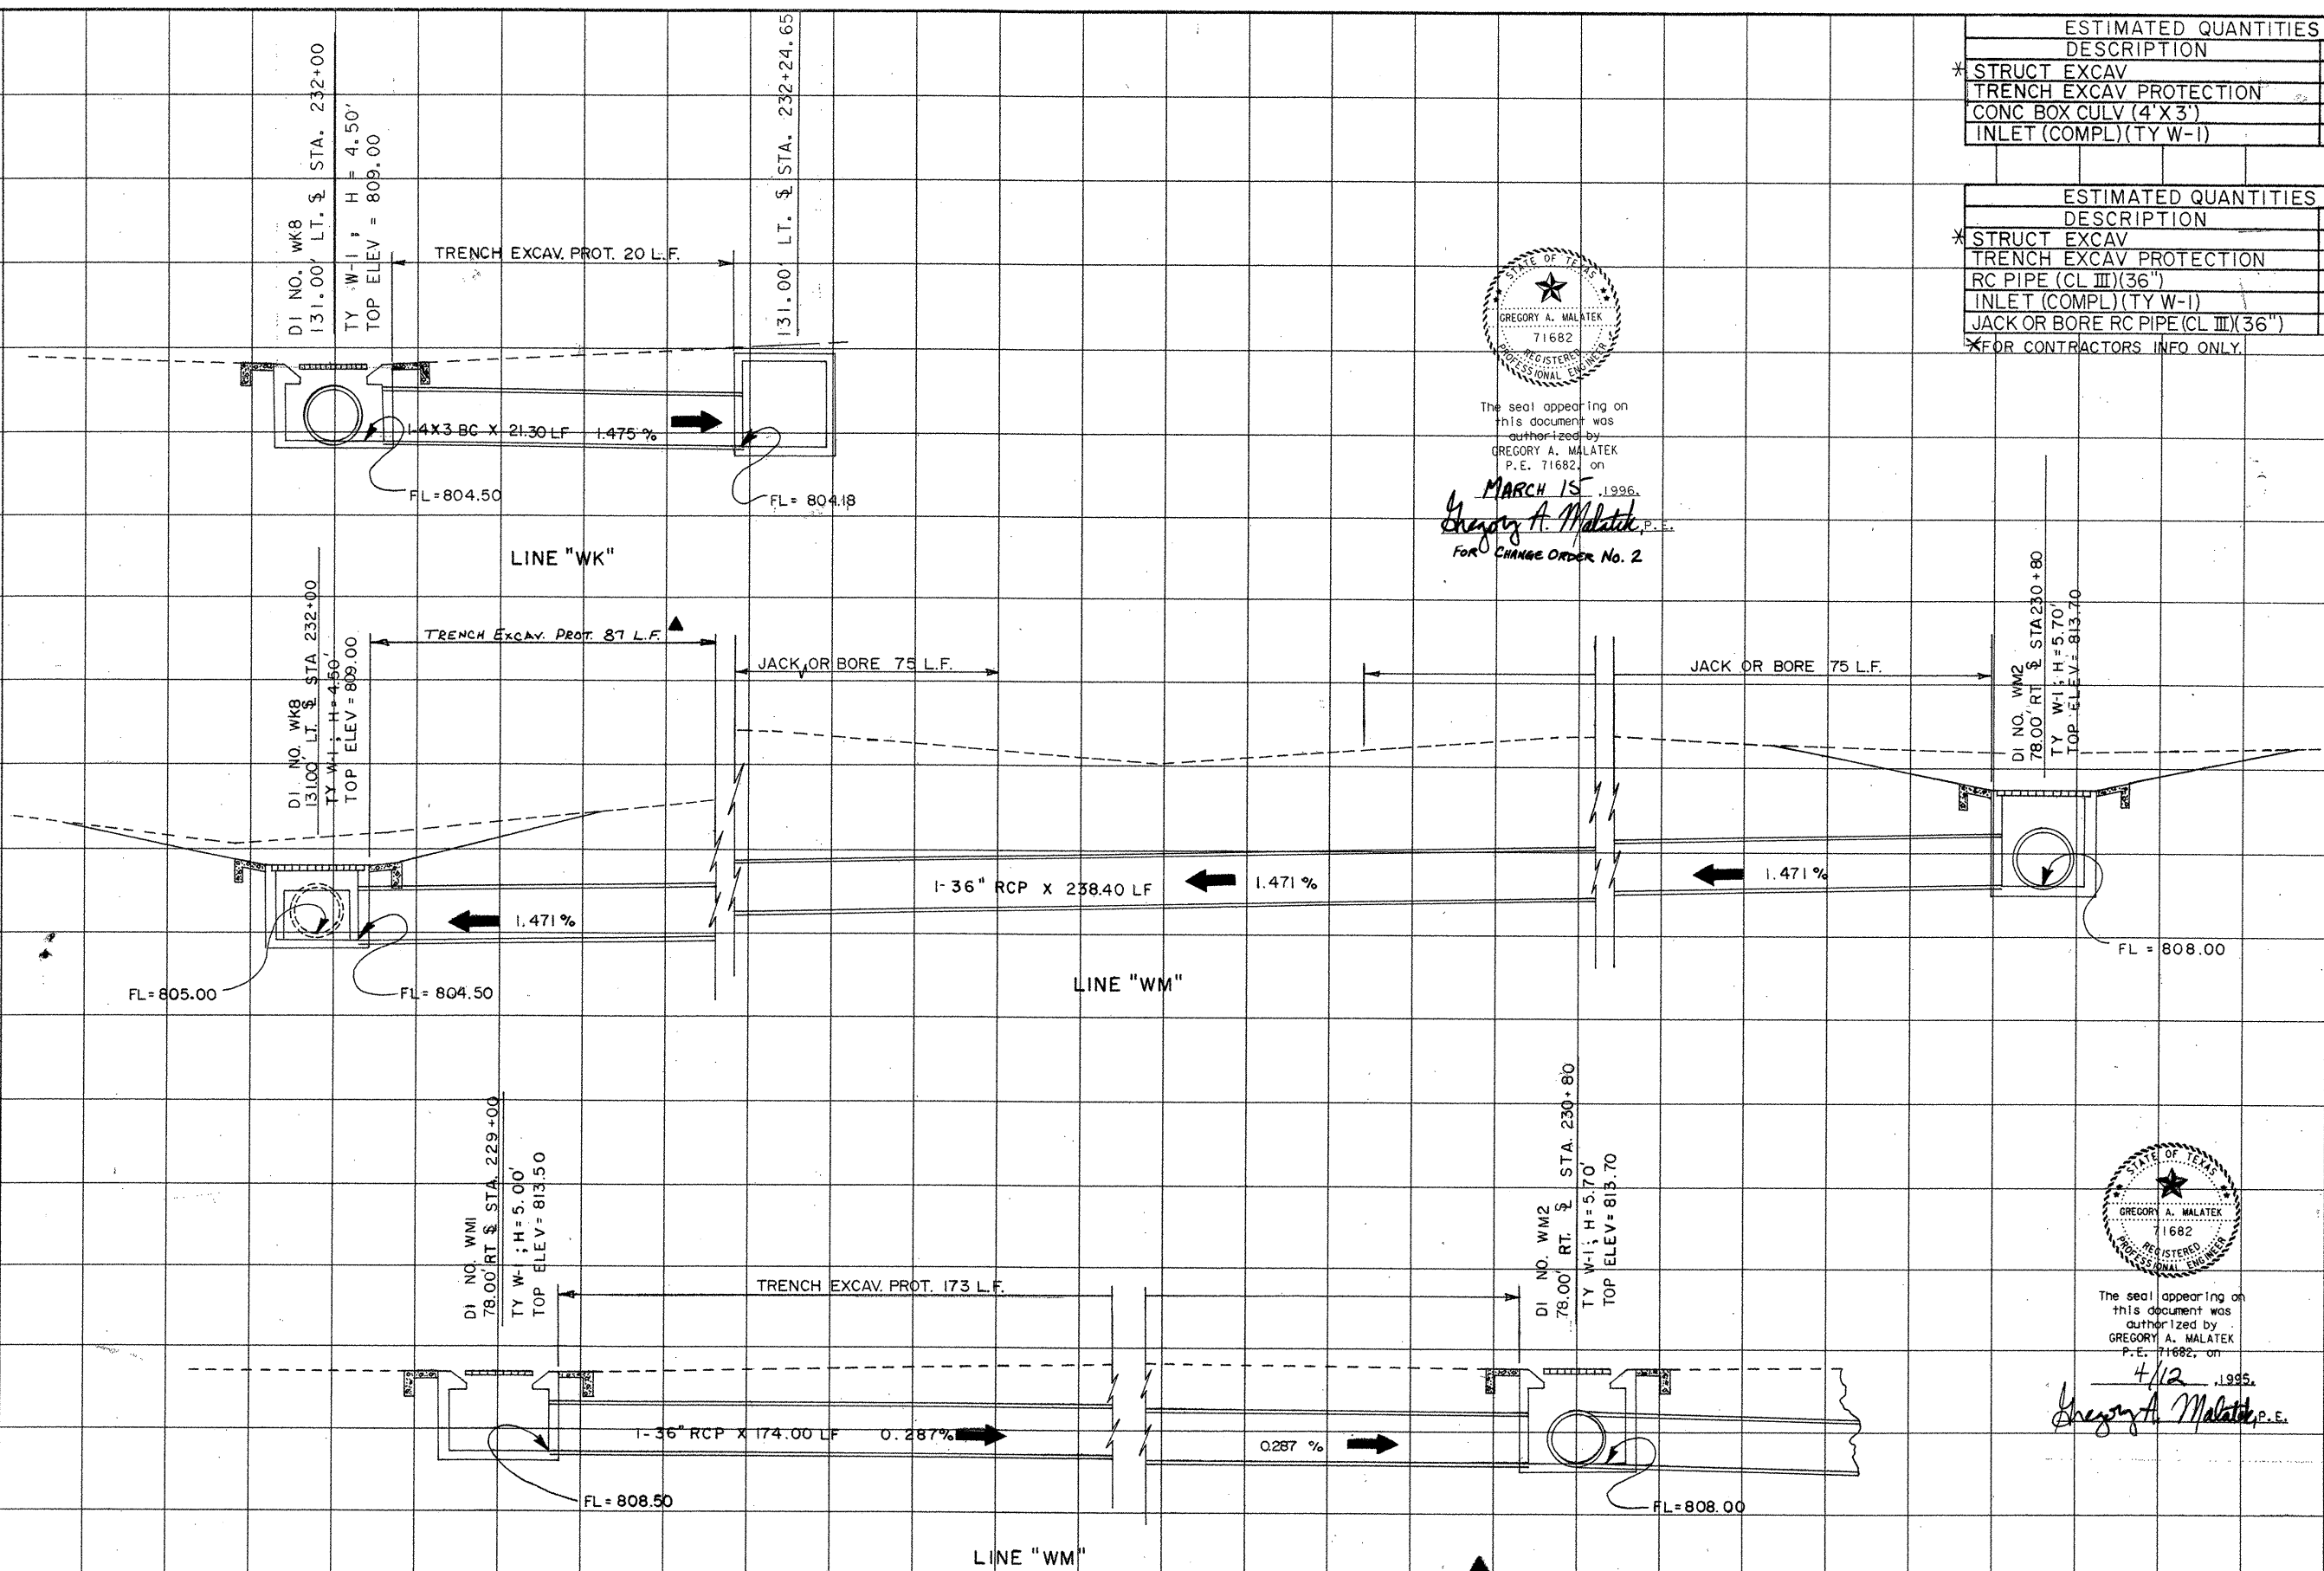 ESTIMATED QUANTITIES
DESCRIPTION
* STRUCT EXCAV
TRENCH EXCAV PROTECTION
CONC BOX CULV (4'X3')
INLET (COMPL)(TY W-1)
ESTIMATED QUANTITIES
DESCRIPTION
* STRUCT EXCAV
TRENCH EXCAV PROTECTION
RC PIPE (CL III)(36")
INLET (COMPL)(TY W-1)
JACK OR BORE RC PIPE (CL III)(36")
*FOR CONTRACTORS INFO ONLY.
DI NO. WK8
131.00' LT. ℄ STA. 232+00
TY W-1 ; H = 4.50'
TOP ELEV = 809.00
131.00' LT. ℄ STA. 232+24.65
TRENCH EXCAV. PROT. 20 L.F.
1-4X3 BC X 21.30 LF 1.475 %
FL=804.50
FL= 804.18
LINE "WK"
STATE OF TEXAS
GREGORY A. MALATEK
71682
REGISTERED
PROFESSIONAL ENGINEER
The seal appearing on
this document was
authorized by
GREGORY A. MALATEK
P.E. 71682, on
MARCH 15 ,1996.
Gregory A. Malatek, P.E.
FOR CHANGE ORDER No. 2
DI NO. WK8
131.00' LT. ℄ STA 232+00
TY W-1 ; H=4.50'
TOP ELEV=809.00
TRENCH EXCAV. PROT. 87 L.F.
JACK OR BORE 75 L.F.
JACK OR BORE 75 L.F.
DI NO. WM2
78.00' RT ℄ STA 230+80
TY W-1; H=5.70'
TOP ELEV=813.70
1.471 %
1-36" RCP X 238.40 LF
1.471 %
1.471 %
FL=805.00
FL= 804.50
FL = 808.00
LINE "WM"
DI NO. WM1
78.00' RT ℄ STA. 229+00
TY W-1 ; H=5.00'
TOP ELEV= 813.50
TRENCH EXCAV. PROT. 173 L.F.
DI NO. WM2
78.00' RT. ℄ STA. 230+80
TY W-1; H=5.70'
TOP ELEV= 813.70
1-36" RCP X 174.00 LF 0.287%
0.287 %
FL=808.50
FL=808.00
LINE "WM"
STATE OF TEXAS
GREGORY A. MALATEK
71682
REGISTERED
PROFESSIONAL ENGINEER
The seal appearing on
this document was
authorized by
GREGORY A. MALATEK
P.E. 71682, on
4/12 ,1995.
Gregory A. Malatek, P.E.